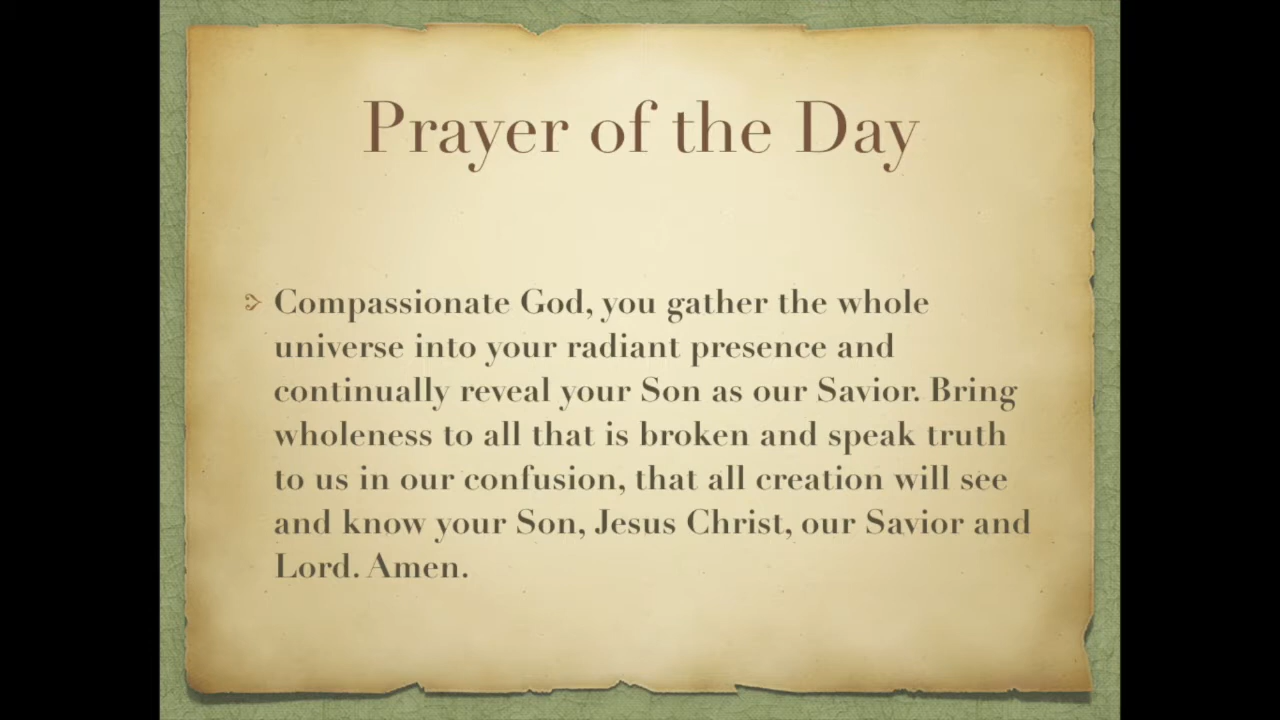 Prayer of the Day
Compassionate God, you gather the whole
universe into your radiant presence and
continually reveal your Son as our Savior. Bring
wholeness to all that is broken and speak truth
to us in our confusion, that all creation will see
and know your Son, Jesus Christ, our Savior and
Lord. Amen.